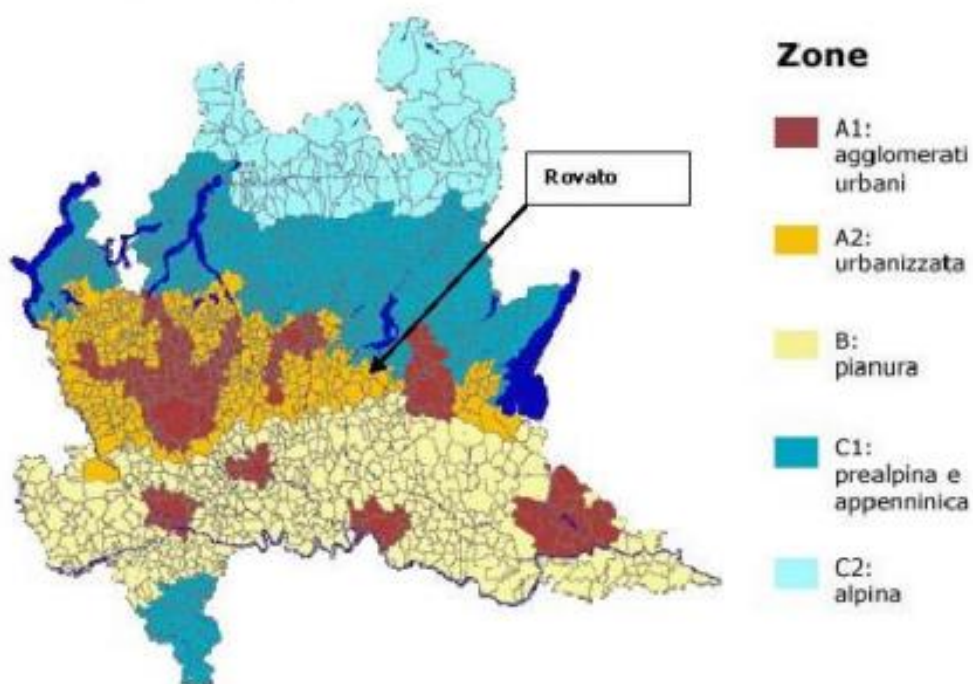 Rovato
Zone
A1:
agglomerati
urbani
A2:
urbanizzata
B:
pianura
C1:
prealpina e
appenninica
C2:
alpina